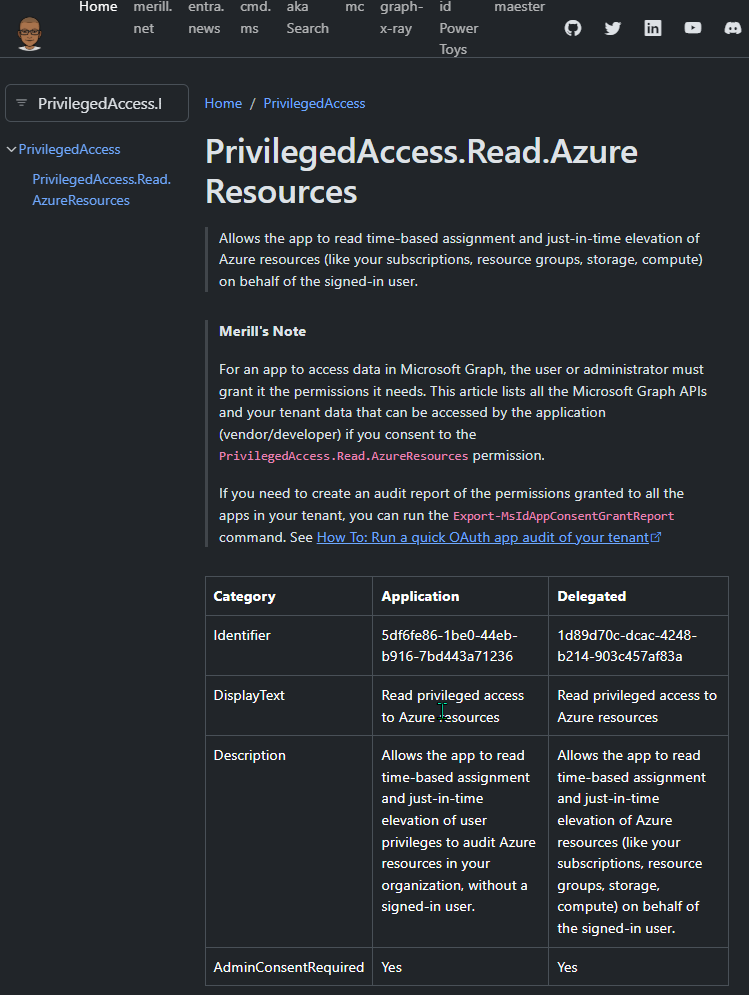 Home
merill.
net
entra.
news
cmd.
ms
aka
Search
mc
graph-
x-ray
id
Power
Toys
maester
PrivilegedAccess.I
Home / PrivilegedAccess
PrivilegedAccess
PrivilegedAccess.Read.
AzureResources
PrivilegedAccess.Read.Azure
Resources
Allows the app to read time-based assignment and just-in-time elevation of
Azure resources (like your subscriptions, resource groups, storage, compute)
on behalf of the signed-in user.
Merill's Note
For an app to access data in Microsoft Graph, the user or administrator must
grant it the permissions it needs. This article lists all the Microsoft Graph APIs
and your tenant data that can be accessed by the application
(vendor/developer) if you consent to the
PrivilegedAccess.Read.AzureResources permission.
If you need to create an audit report of the permissions granted to all the
apps in your tenant, you can run the Export-MsIdAppConsentGrantReport
command. See How To: Run a quick OAuth app audit of your tenant
Category Application Delegated
Identifier
5df6fe86-1be0-44eb-
b916-7bd443a71236
1d89d70c-dcac-4248-
b214-903c457af83a
DisplayText
Read privileged access
to Azure resources
Read privileged access to
Azure resources
Description
Allows the app to read
time-based assignment
and just-in-time
elevation of user
privileges to audit Azure
resources in your
organization, without a
signed-in user.
Allows the app to read
time-based assignment
and just-in-time
elevation of Azure
resources (like your
subscriptions, resource
groups, storage,
compute) on behalf of
the signed-in user.
AdminConsentRequired Yes Yes